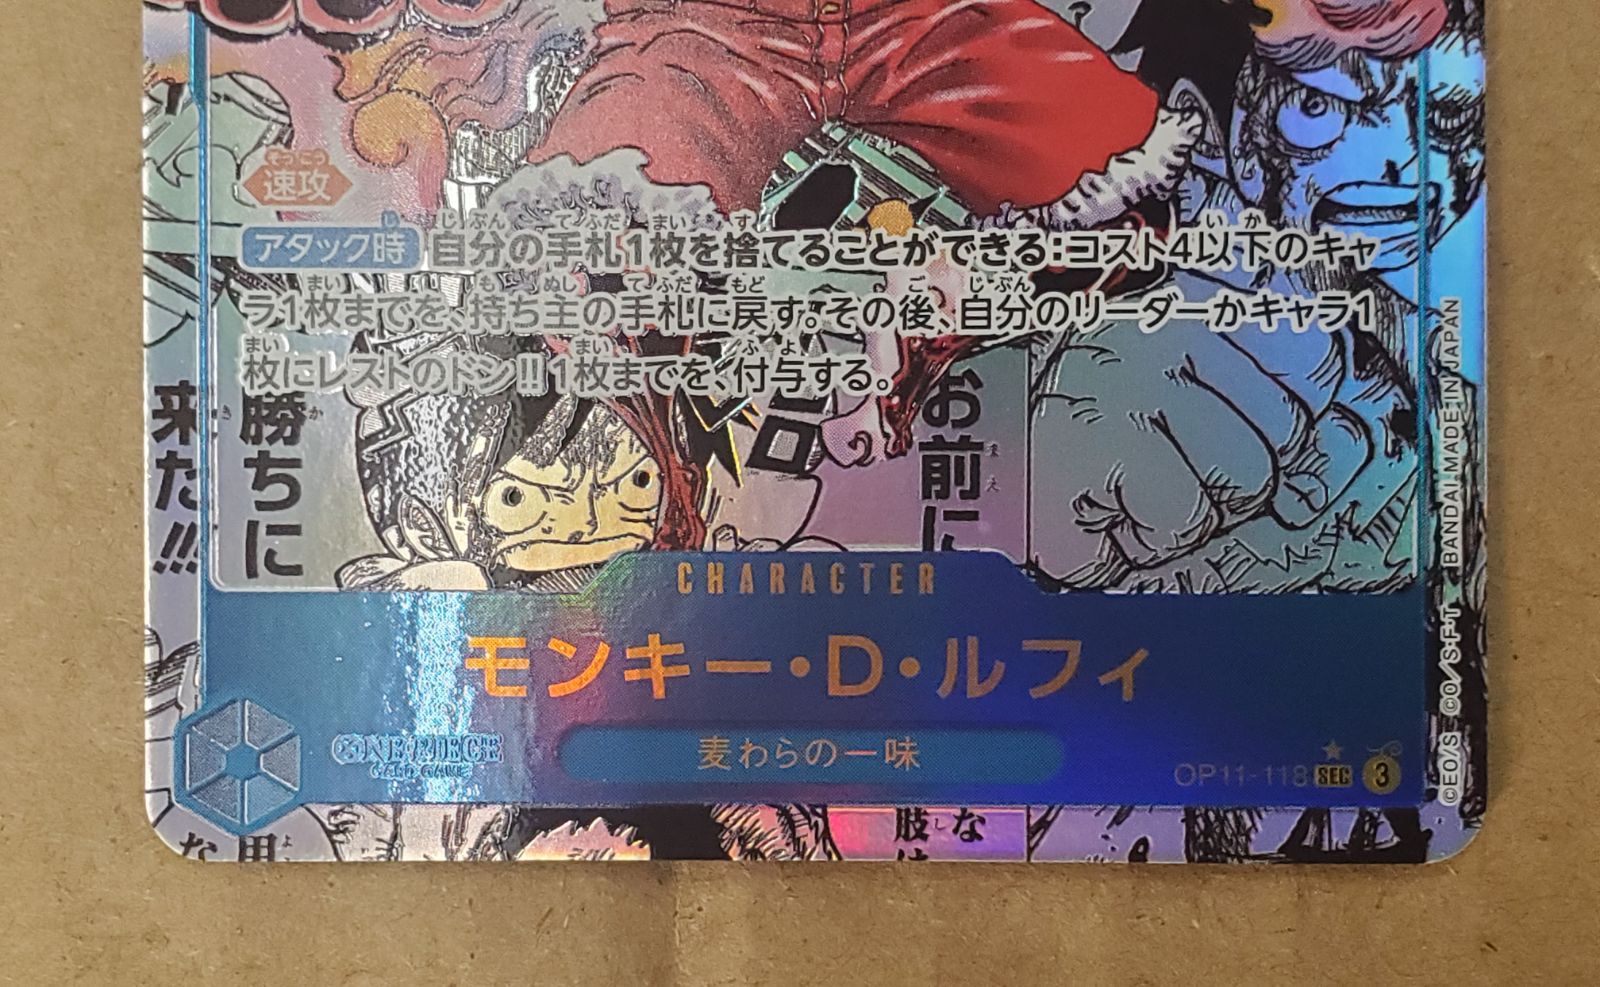 速攻
アタック時 自分の手札1枚を捨てることができる：コスト4以下のキャ
ラ1枚までを、持ち主の手札に戻す。その後、自分のリーダーかキャラ1
枚にレストのドン!!1枚までを、付与する。
お前に
勝ちに
来た!!!
CHARACTER
モンキー・D・ルフィ
麦わらの一味
ONE PIECE
CARD GAME
OP11-118 SEC 3
©EO/S ©O/S・F・T BANDAI MADE IN JAPAN